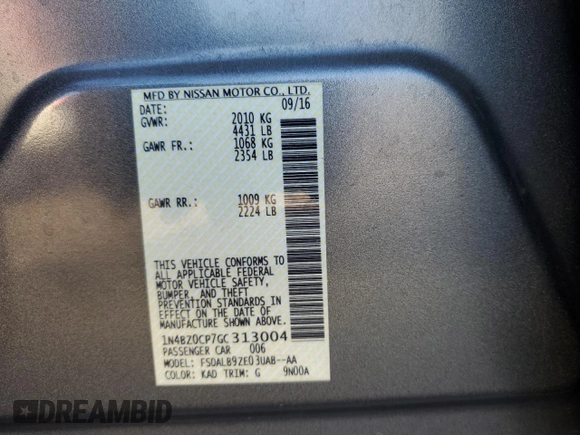 MFD BY NISSAN MOTOR CO., LTD.
DATE: 09/16
GVWR: 2010 KG
4431 LB
GAWR FR.: 1068 KG
2354 LB
GAWR RR.: 1009 KG
2224 LB
THIS VEHICLE CONFORMS TO
ALL APPLICABLE FEDERAL
MOTOR VEHICLE SAFETY,
BUMPER, AND THEFT
PREVENTION STANDARDS IN
EFFECT ON THE DATE OF
MANUFACTURE SHOWN ABOVE.
1N4BZ0CP7GC313004
PASSENGER CAR 006
MODEL: FSDALB9ZE03UAB--AA
COLOR: KAD TRIM: G 9N00A
DREAMBID